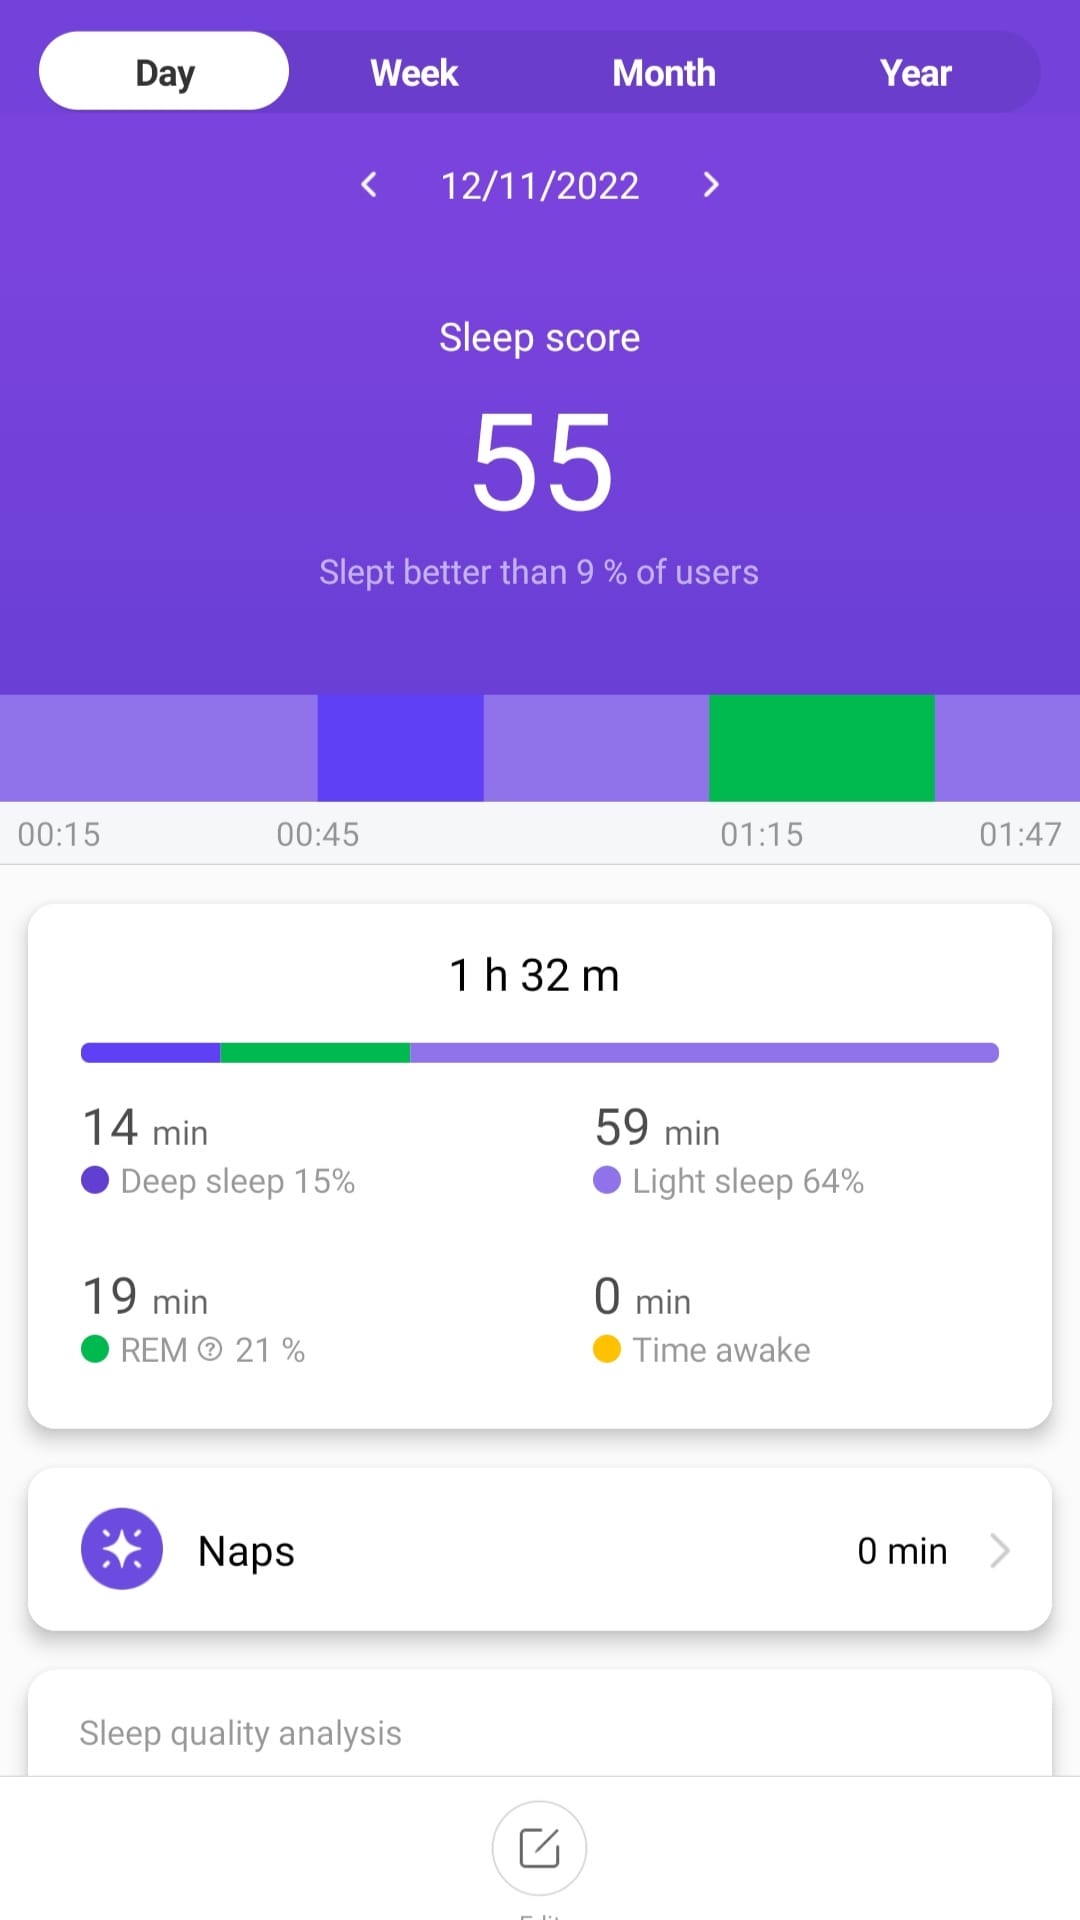 Day Week Month Year
12/11/2022
Sleep score
55
Slept better than 9 % of users
00:15 00:45 01:15 01:47
1 h 32 m
14 min 59 min
Deep sleep 15% Light sleep 64%
19 min 0 min
REM ? 21 % Time awake
Naps 0 min
Sleep quality analysis